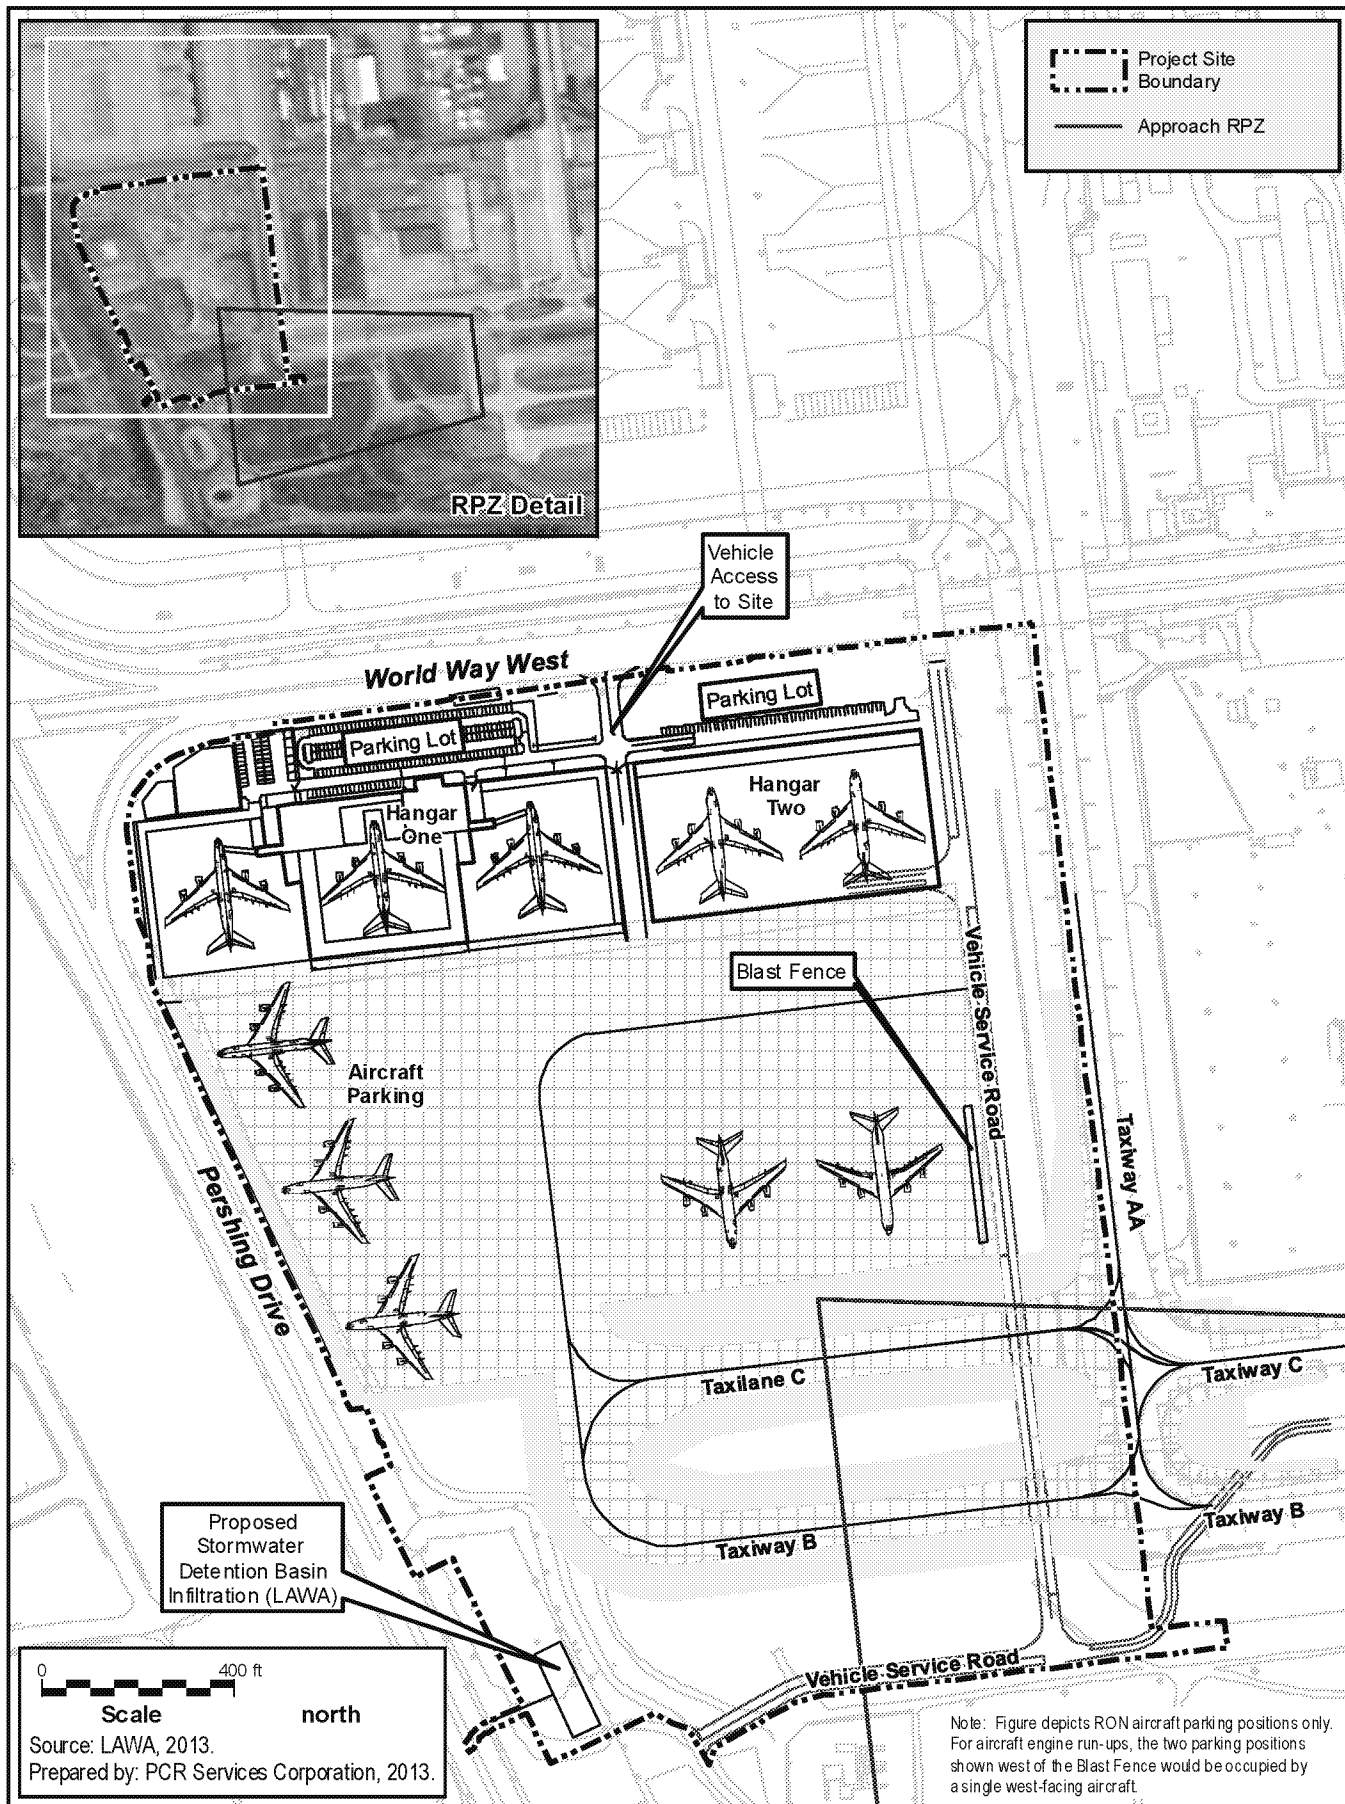 Project Site
Boundary
Approach RPZ
RPZ Detail
Vehicle
Access
to Site
World Way West
Parking Lot
Parking Lot
Hangar
Two
Hangar
One
Blast Fence
Vehicle Service Road
Aircraft
Parking
Taxiway AA
Pershing Drive
Taxilane C
Taxiway C
Taxiway B
Taxiway B
Proposed
Stormwater
Detention Basin
Infiltration (LAWA)
Vehicle Service Road
0 400 ft
Scale north
Source: LAWA, 2013.
Prepared by: PCR Services Corporation, 2013.
Note: Figure depicts RON aircraft parking positions only.
For aircraft engine run-ups, the two parking positions
shown west of the Blast Fence would be occupied by
a single west-facing aircraft.